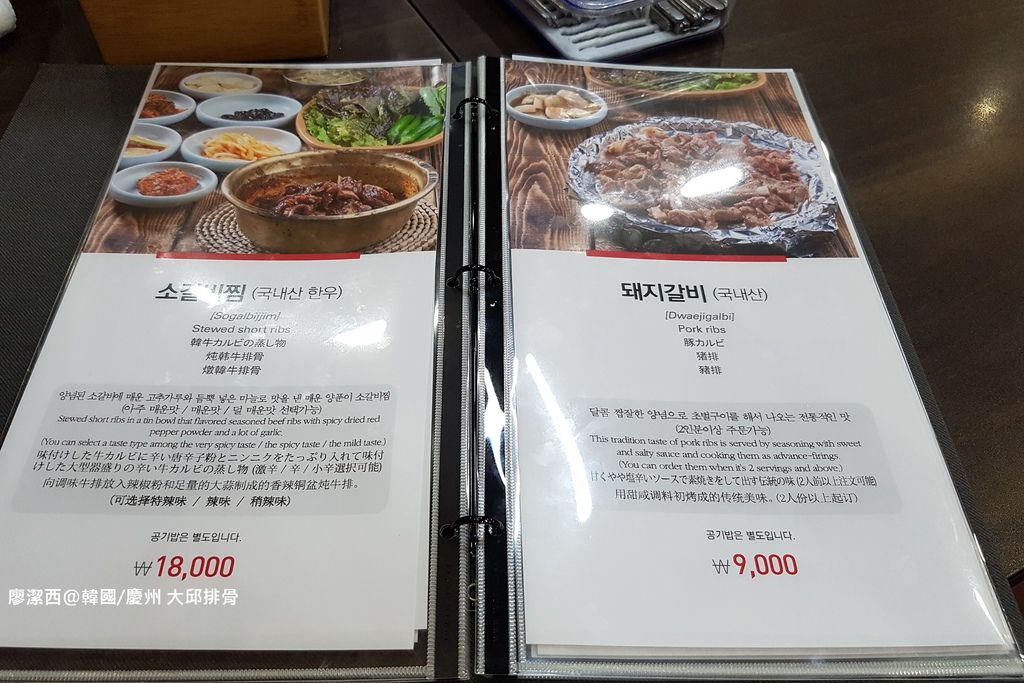 소갈비찜 (국내산 한우)
[Sogalbijjim]
Stewed short ribs
韓牛カルビの蒸し物
炖韩牛排骨
燉韓牛排骨
양념된 소갈비에 매운 고추가루와 듬뿍 넣은 마늘로 맛을 낸 매운 양푼이 소갈비찜
(아주 매운맛 / 매운맛 / 덜 매운맛 선택가능)
Stewed short ribs in a tin bowl that flavored seasoned beef ribs with spicy dried red
pepper powder and a lot of garlic.
(You can select a taste type among the very spicy taste / the spicy taste / the mild taste.)
味付けした牛カルビに辛い唐辛子粉とニンニクをたっぷり入れて味付
けした大型器盛りの辛い牛カルビの蒸し物 (激辛 / 辛 / 小辛選択可能)
向调味牛排放入辣椒粉和足量的大蒜制成的香辣铜盆炖牛排。
(可选择特辣味 / 辣味 / 稍辣味)
공기밥은 별도입니다.
₩18,000
돼지갈비 (국내산)
[Dwaejigalbi]
Pork ribs
豚カルビ
猪排
豬排
달콤 짭잘한 양념으로 초벌구이를 해서 나오는 전통적인 맛
(2인분이상 주문가능)
This tradition taste of pork ribs is served by seasoning with sweet
and salty sauce and cooking them as advance-firings.
(You can order them when it's 2 servings and above.)
甘くやや塩辛いソースで素焼きをして出す伝統の味 (2人前以上注文可能)
用甜咸调料初烤成的传统美味。(2人份以上起订)
공기밥은 별도입니다.
₩9,000
廖潔西@韓國/慶州 大邱排骨